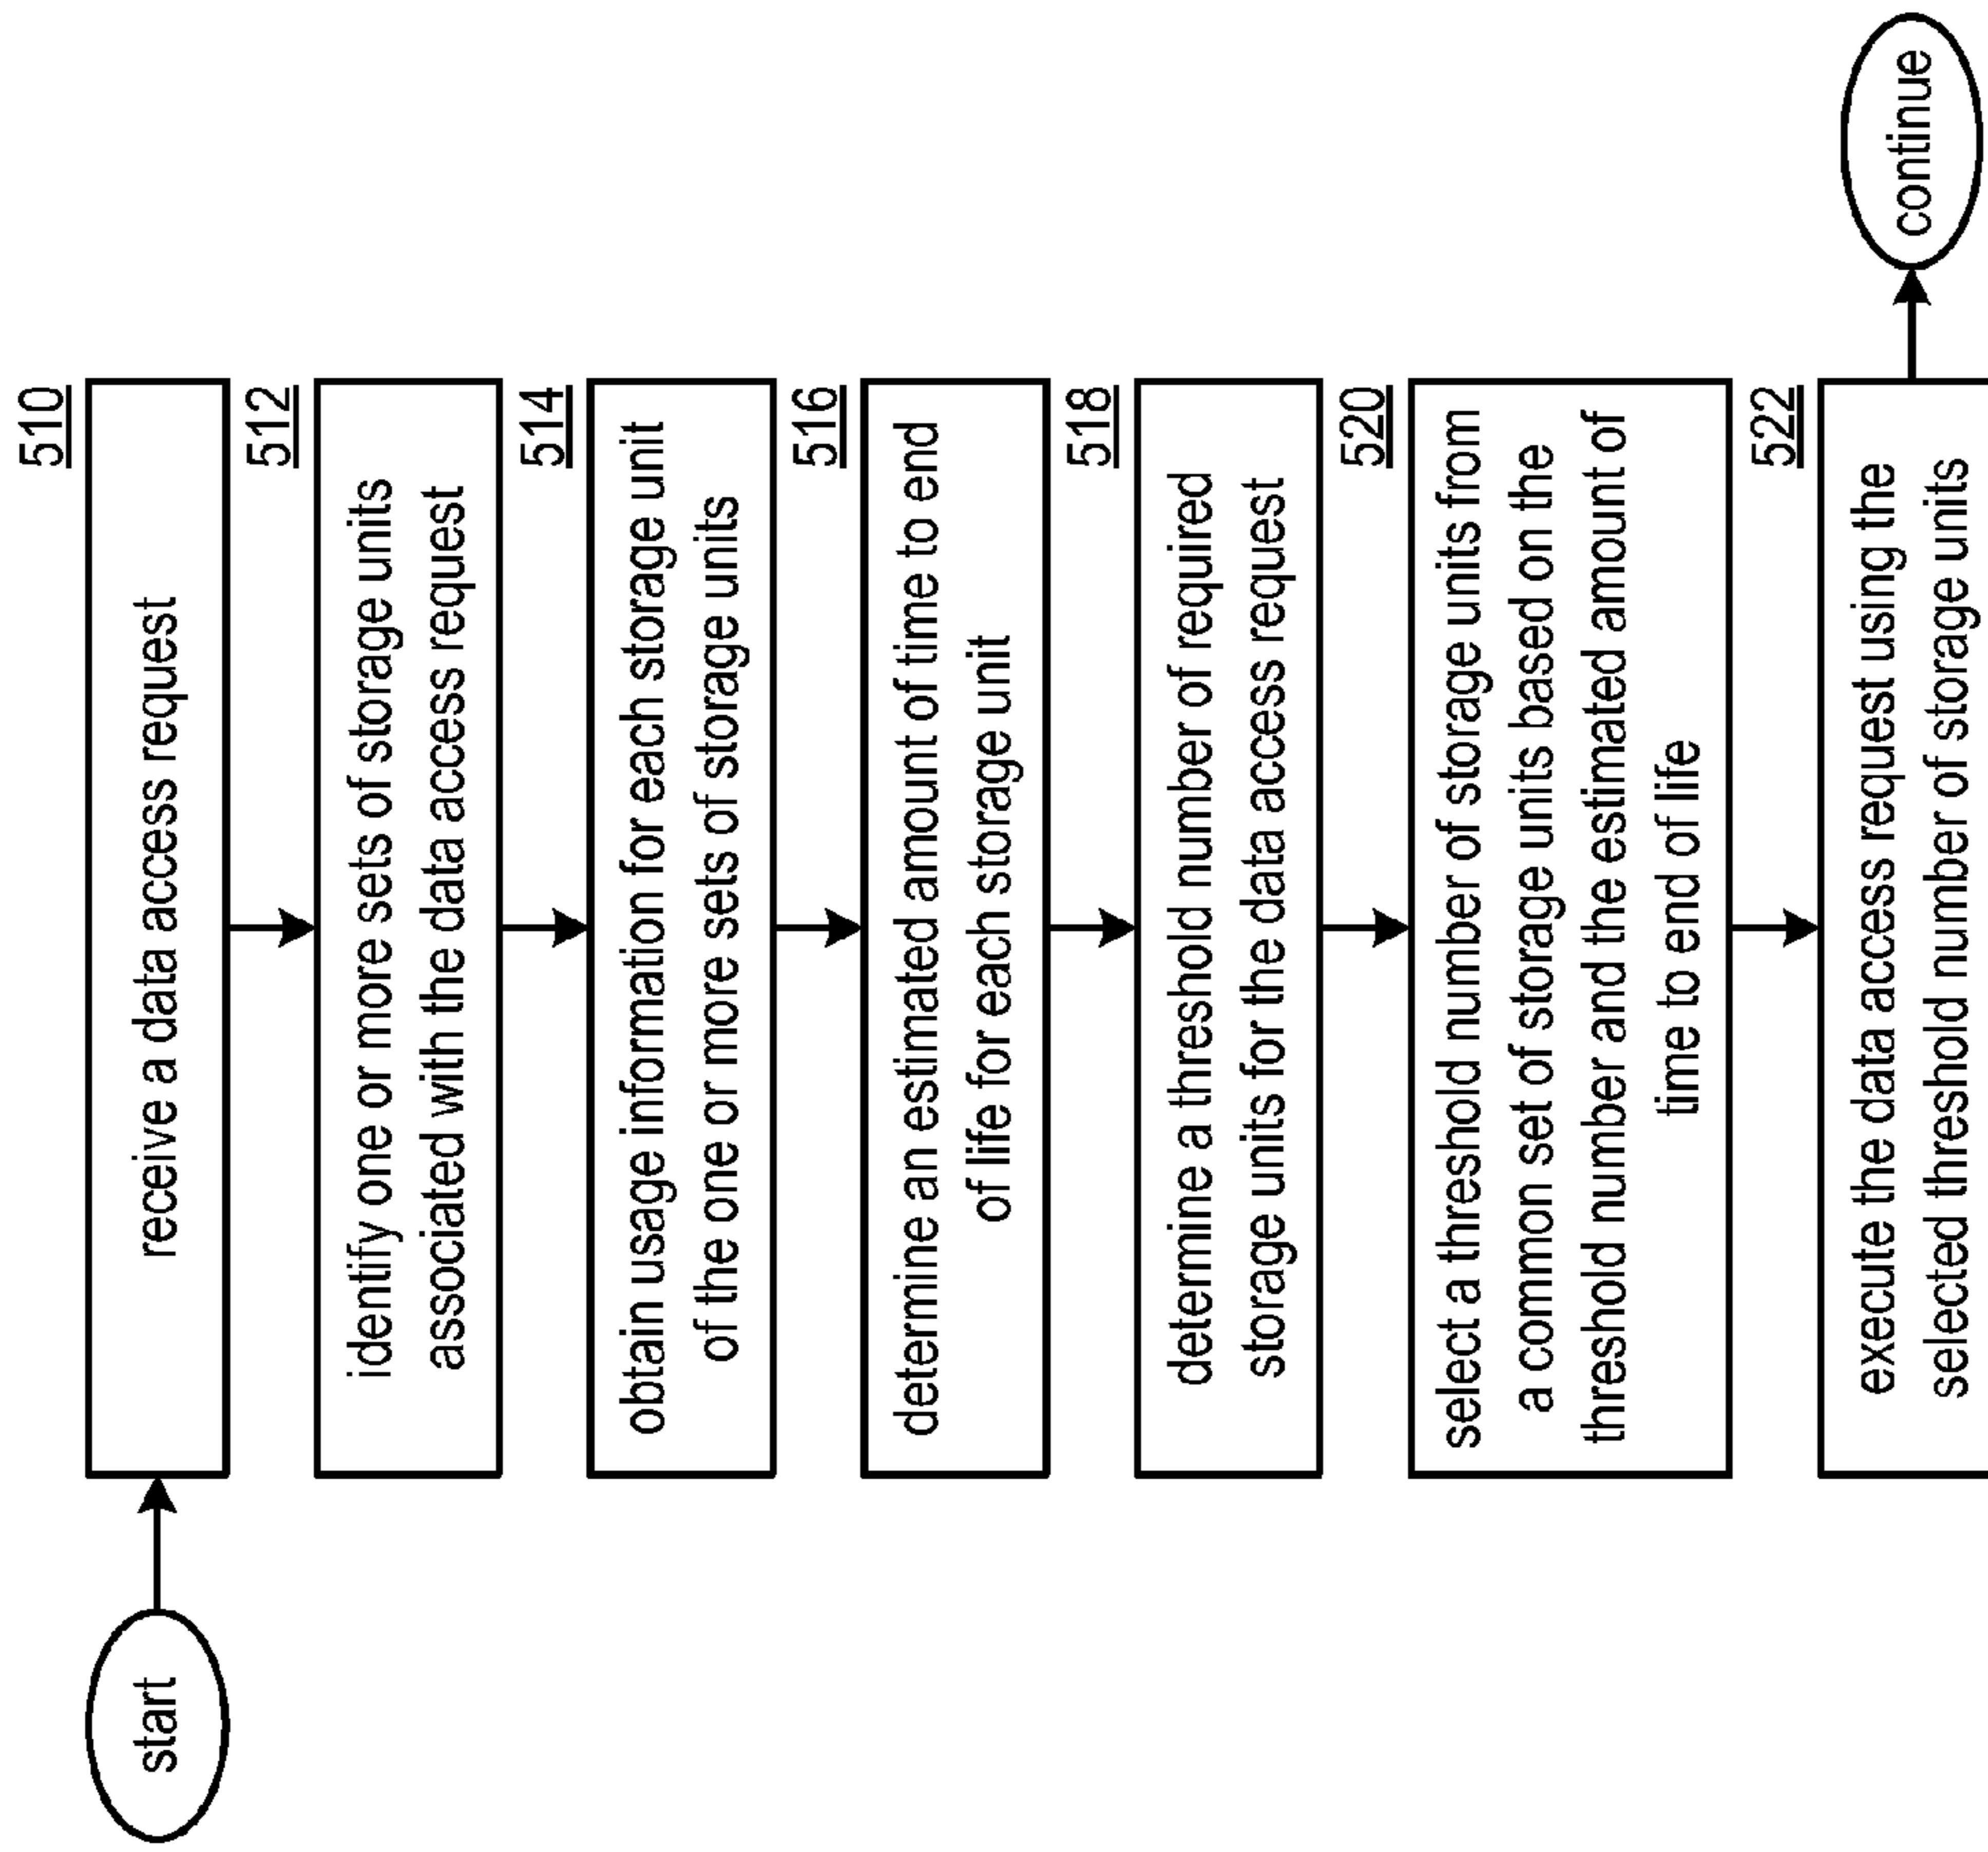 start
510
receive a data access request
512
identify one or more sets of storage units
associated with the data access request
514
obtain usage information for each storage unit
of the one or more sets of storage units
516
determine an estimated amount of time to end
of life for each storage unit
518
determine a threshold number of required
storage units for the data access request
520
select a threshold number of storage units from
a common set of storage units based on the
threshold number and the estimated amount of
time to end of life
522
execute the data access request using the
selected threshold number of storage units
continue